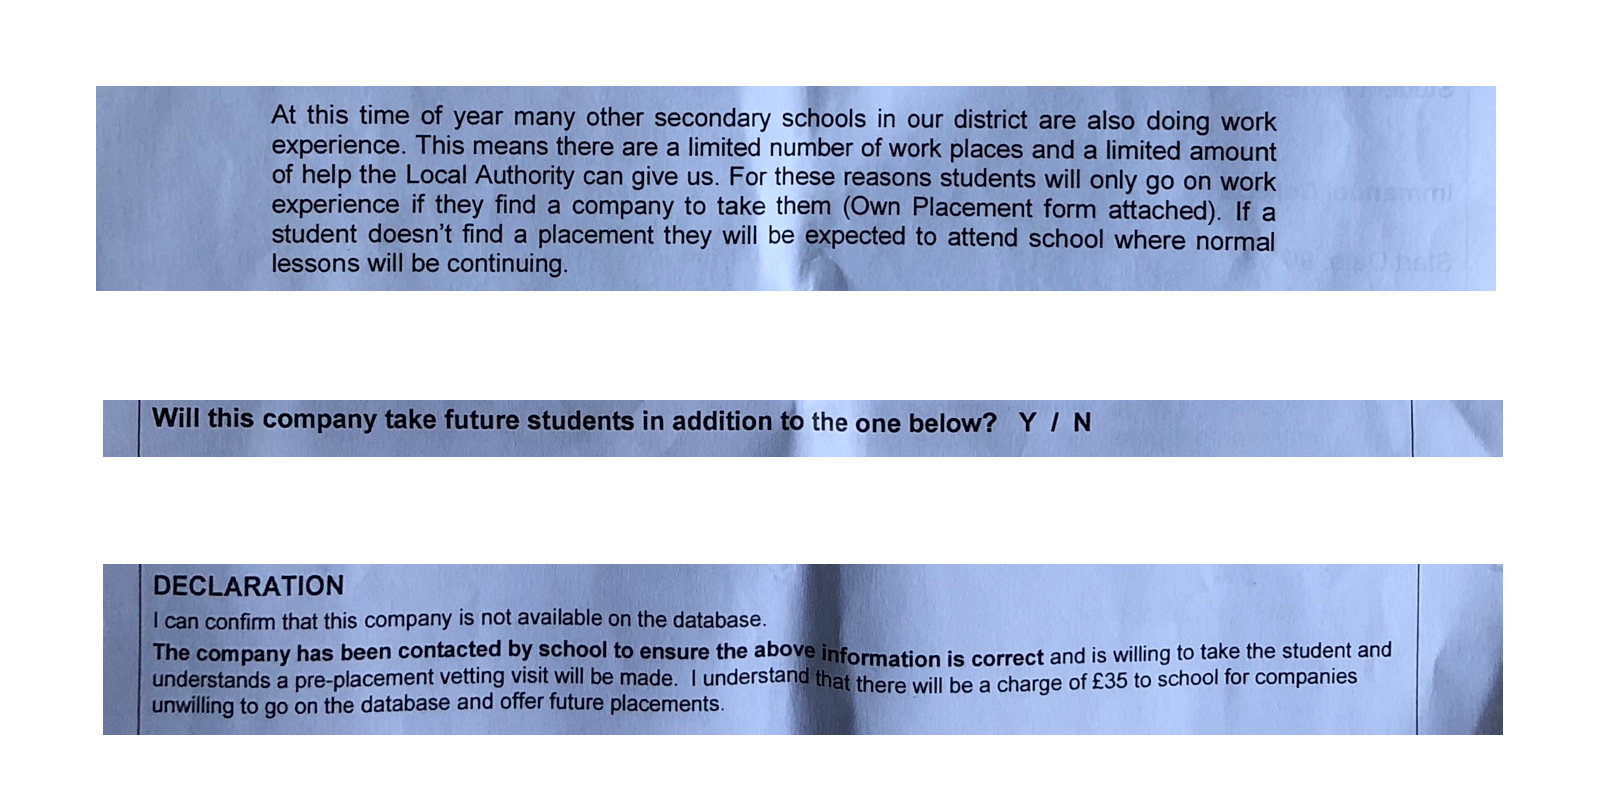 At this time of year many other secondary schools in our district are also doing work
experience. This means there are a limited number of work places and a limited amount
of help the Local Authority can give us. For these reasons students will only go on work
experience if they find a company to take them (Own Placement form attached). If a
student doesn't find a placement they will be expected to attend school where normal
lessons will be continuing.
Will this company take future students in addition to the one below? Y / N
DECLARATION
I can confirm that this company is not available on the database.
The company has been contacted by school to ensure the above information is correct and is willing to take the student and
understands a pre-placement vetting visit will be made. I understand that there will be a charge of £35 to school for companies
unwilling to go on the database and offer future placements.